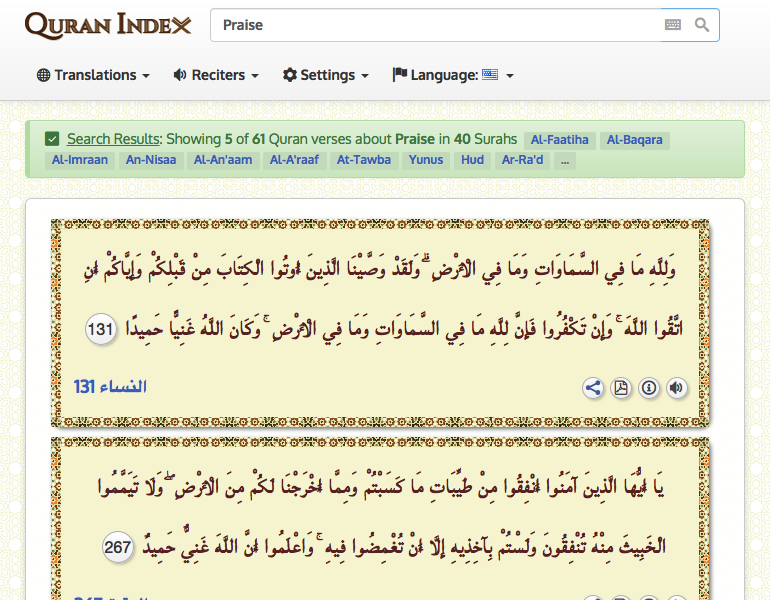 QURAN INDEX
Praise
Translations Reciters Settings Language:
Search Results: Showing 5 of 61 Quran verses about Praise in 40 Surahs Al-Faatiha Al-Baqara
Al-Imraan An-Nisaa Al-An'aam Al-A'raaf At-Tawba Yunus Hud Ar-Ra'd ...
وَلِلَّهِ مَا فِي السَّمَاوَاتِ وَمَا فِي الْأَرْضِ ۗ وَلَقَدْ وَصَّيْنَا الَّذِينَ أُوتُوا الْكِتَابَ مِنْ قَبْلِكُمْ وَإِيَّاكُمْ أَنِ
اتَّقُوا اللَّهَ ۚ وَإِنْ تَكْفُرُوا فَإِنَّ لِلَّهِ مَا فِي السَّمَاوَاتِ وَمَا فِي الْأَرْضِ ۚ وَكَانَ اللَّهُ غَنِيًّا حَمِيدًا 131
النساء 131
يَا أَيُّهَا الَّذِينَ آمَنُوا أَنْفِقُوا مِنْ طَيِّبَاتِ مَا كَسَبْتُمْ وَمِمَّا أَخْرَجْنَا لَكُمْ مِنَ الْأَرْضِ ۖ وَلَا تَيَمَّمُوا
الْخَبِيثَ مِنْهُ تُنْفِقُونَ وَلَسْتُمْ بِآخِذِيهِ إِلَّا أَنْ تُغْمِضُوا فِيهِ ۚ وَاعْلَمُوا أَنَّ اللَّهَ غَنِيٌّ حَمِيدٌ 267